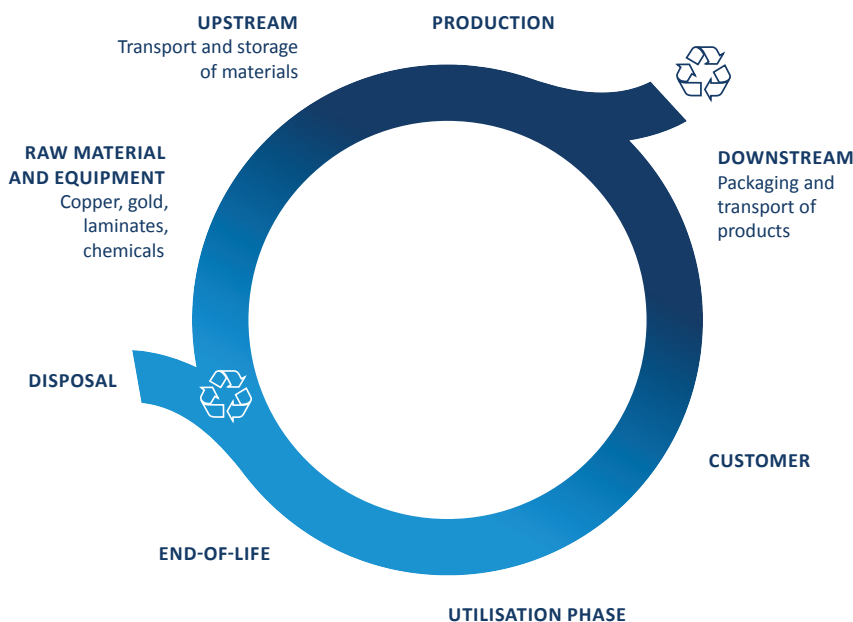 UPSTREAM
Transport and storage
of materials
PRODUCTION
RAW MATERIAL
AND EQUIPMENT
Copper, gold,
laminates,
chemicals
DOWNSTREAM
Packaging and
transport of
products
DISPOSAL
CUSTOMER
END-OF-LIFE
UTILISATION PHASE